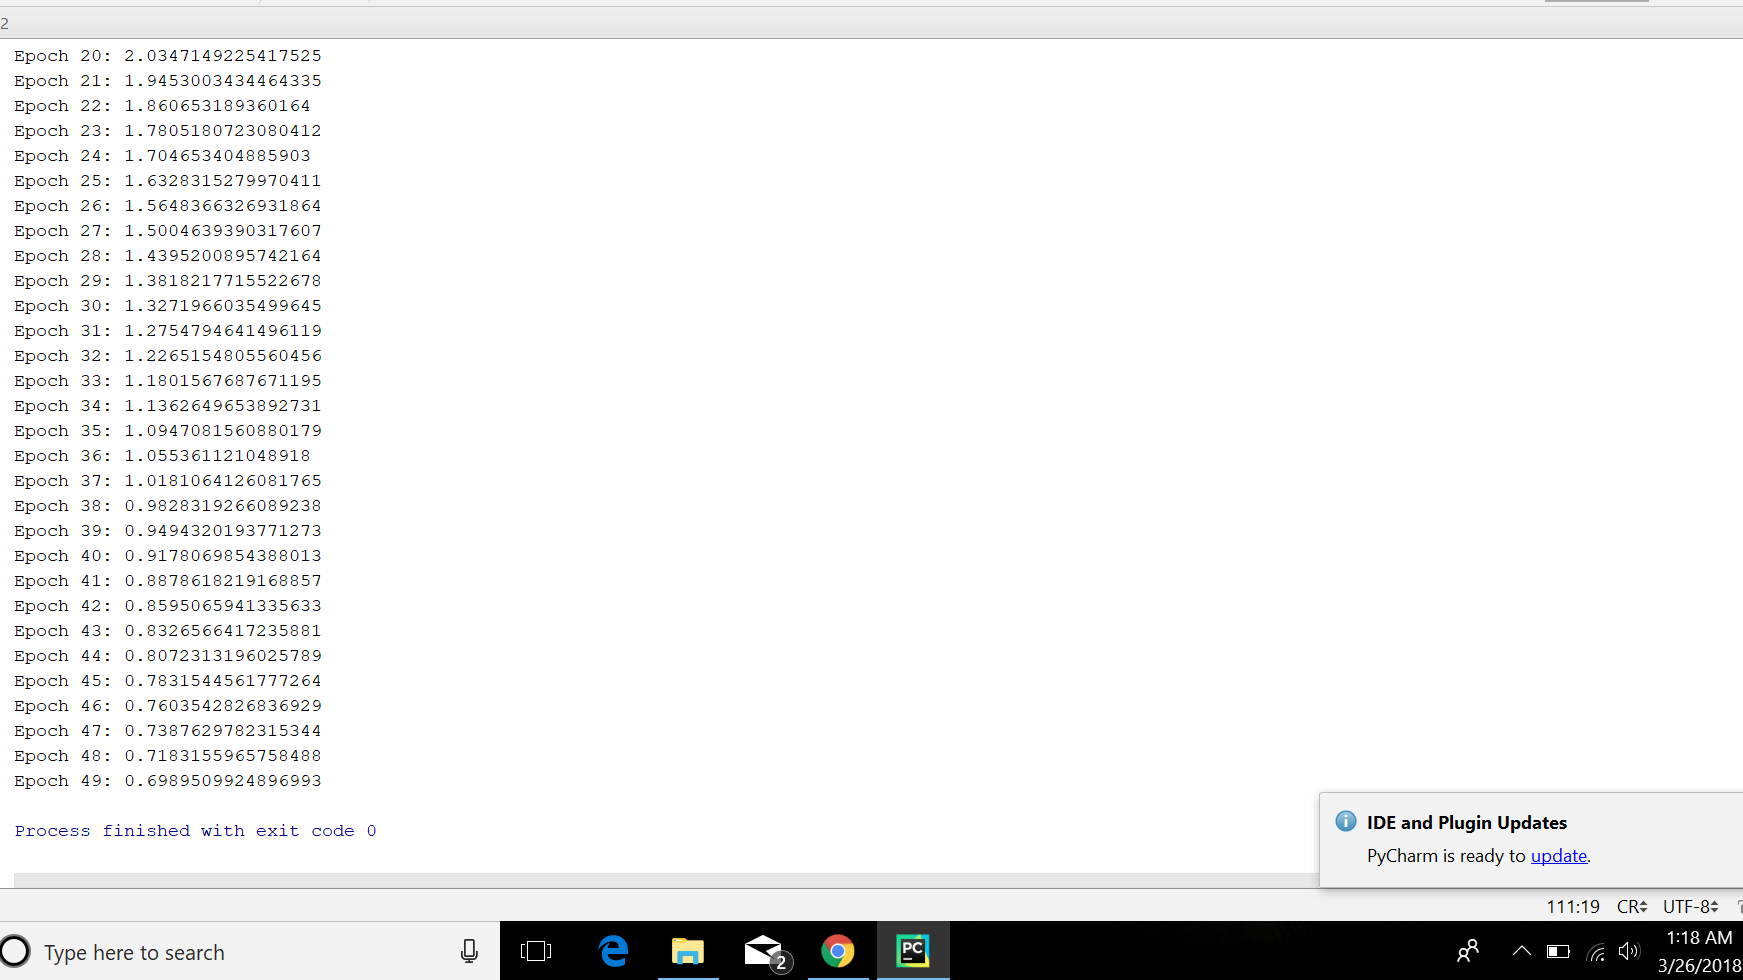 2
Epoch 20: 2.0347149225417525
Epoch 21: 1.9453003434464335
Epoch 22: 1.860653189360164
Epoch 23: 1.7805180723080412
Epoch 24: 1.704653404885903
Epoch 25: 1.6328315279970411
Epoch 26: 1.5648366326931864
Epoch 27: 1.5004639390317607
Epoch 28: 1.4395200895742164
Epoch 29: 1.3818217715522678
Epoch 30: 1.3271966035499645
Epoch 31: 1.2754794641496119
Epoch 32: 1.2265154805560456
Epoch 33: 1.1801567687671195
Epoch 34: 1.1362649653892731
Epoch 35: 1.0947081560880179
Epoch 36: 1.055361121048918
Epoch 37: 1.0181064126081765
Epoch 38: 0.9828319266089238
Epoch 39: 0.9494320193771273
Epoch 40: 0.9178069854388013
Epoch 41: 0.8878618219168857
Epoch 42: 0.8595065941335633
Epoch 43: 0.8326566417235881
Epoch 44: 0.8072313196025789
Epoch 45: 0.7831544561777264
Epoch 46: 0.7603542826836929
Epoch 47: 0.7387629782315344
Epoch 48: 0.7183155965758488
Epoch 49: 0.6989509924896993
Process finished with exit code 0
IDE and Plugin Updates
PyCharm is ready to update.
111:19 CR UTF-8
Type here to search
2
PC
1:18 AM
3/26/2018